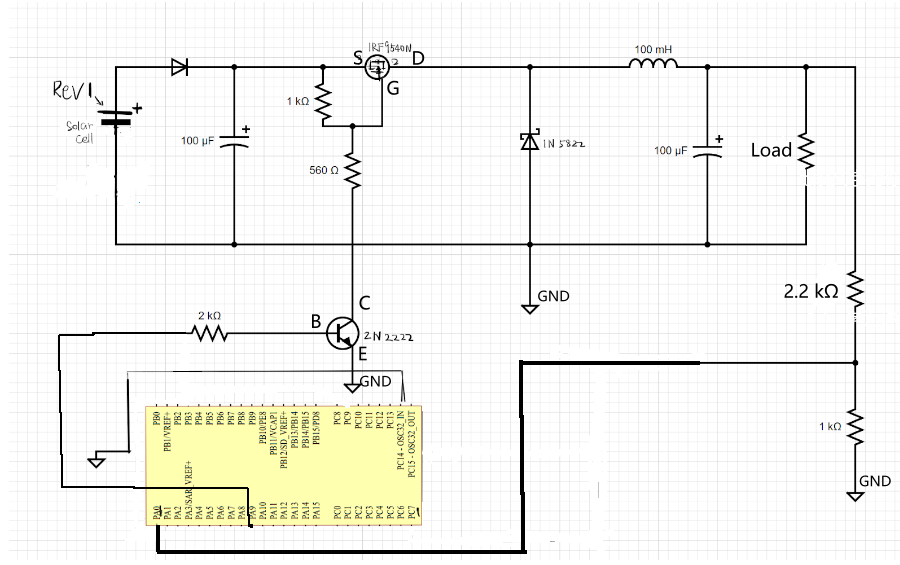 IRF9540N
S
D
G
100 mH
Rev1
+
Solar
cell
1 kΩ
100 µF
+
560 Ω
1N5822
100 µF
+
Load
2.2 kΩ
GND
2 kΩ
B
C
E
2N2222
GND
1 kΩ
GND
PB0
PB1/VREF+
PB2
PB3
PB4
PB5
PB6
PB7
PB8
PB9
PB10/PE8
PB11/VCAP1
PB12/SD_VREF+
PB13/PB14
PB14/PB15
PB15/PD8
PC8
PC9
PC10
PC11
PC12
PC13
PC14 - OSC32_IN
PC15 - OSC32_OUT
PA0
PA1
PA2
PA3/SAR_VREF+
PA4
PA5
PA6
PA7
PA8
PA9
PA10
PA11
PA12
PA13
PA14
PA15
PC0
PC1
PC2
PC3
PC4
PC5
PC6
PC7